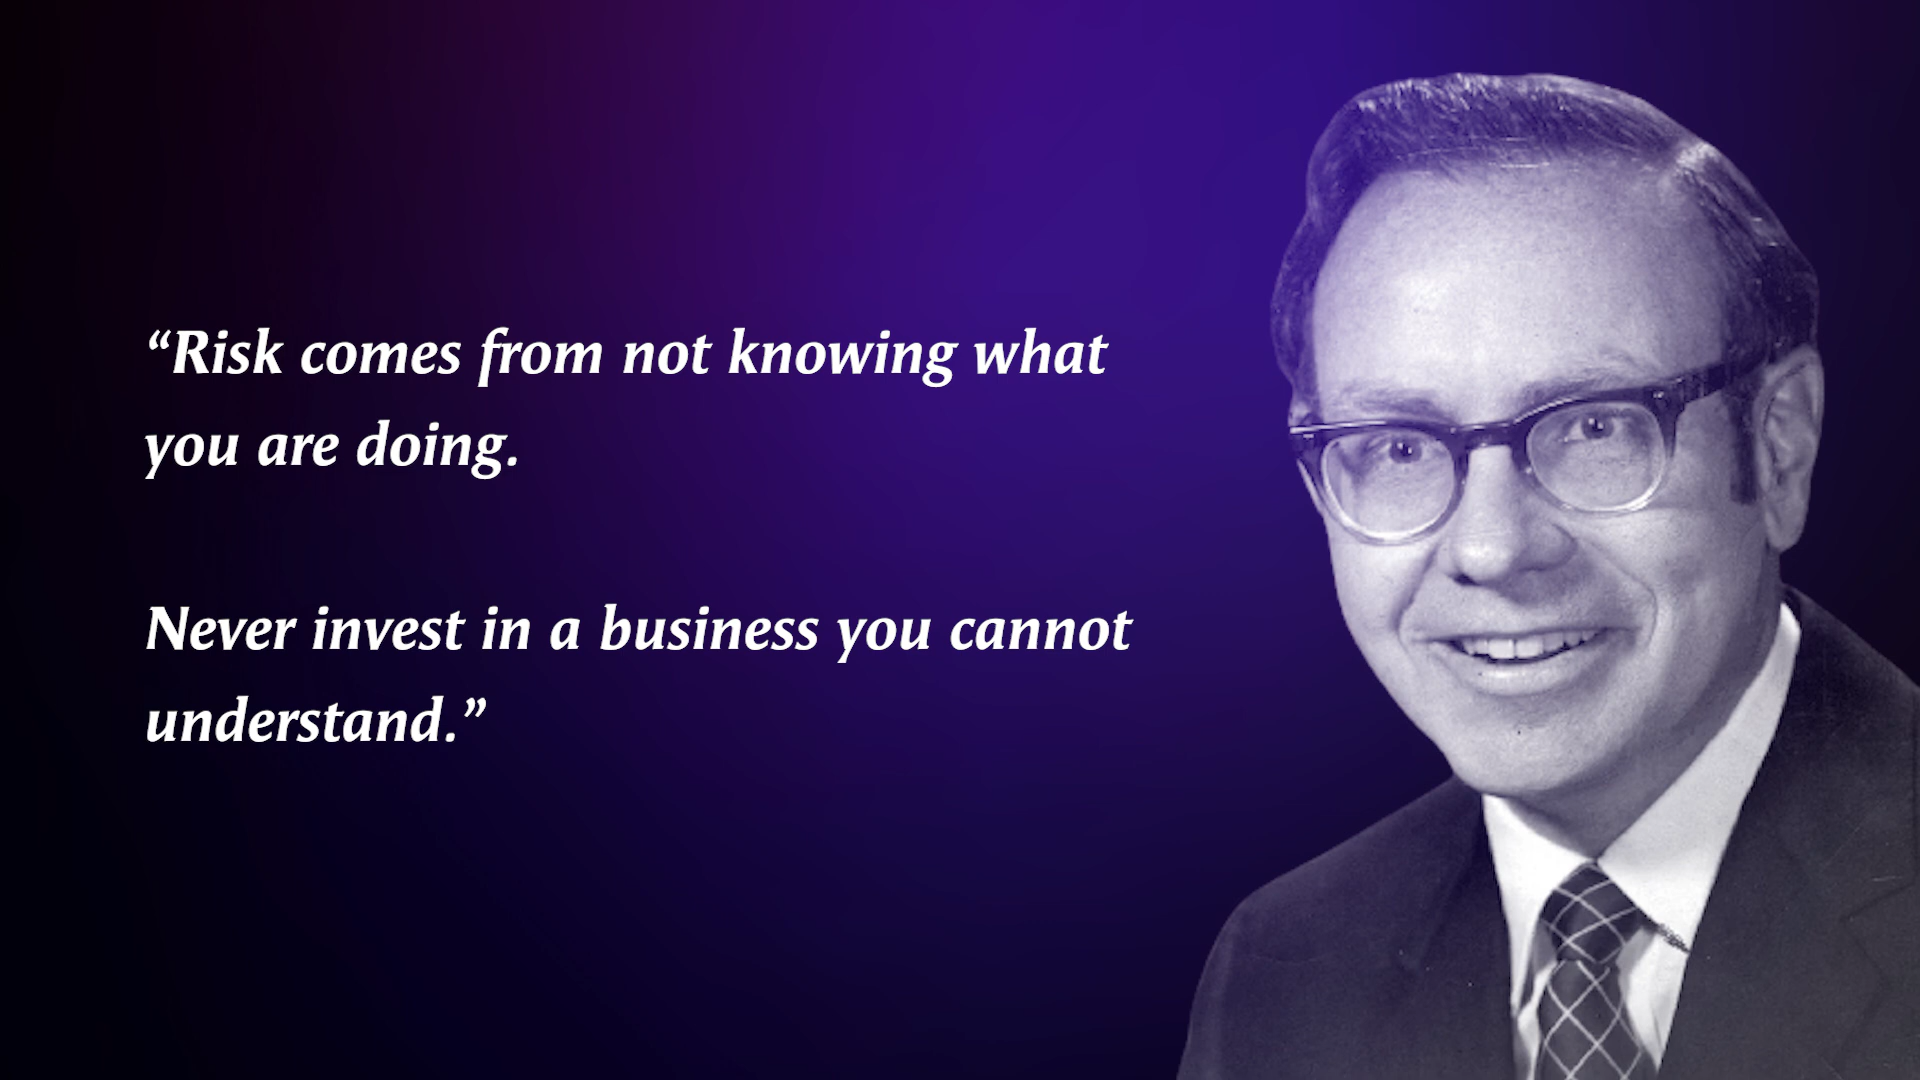 “Risk comes from not knowing what
you are doing.
Never invest in a business you cannot
understand.”